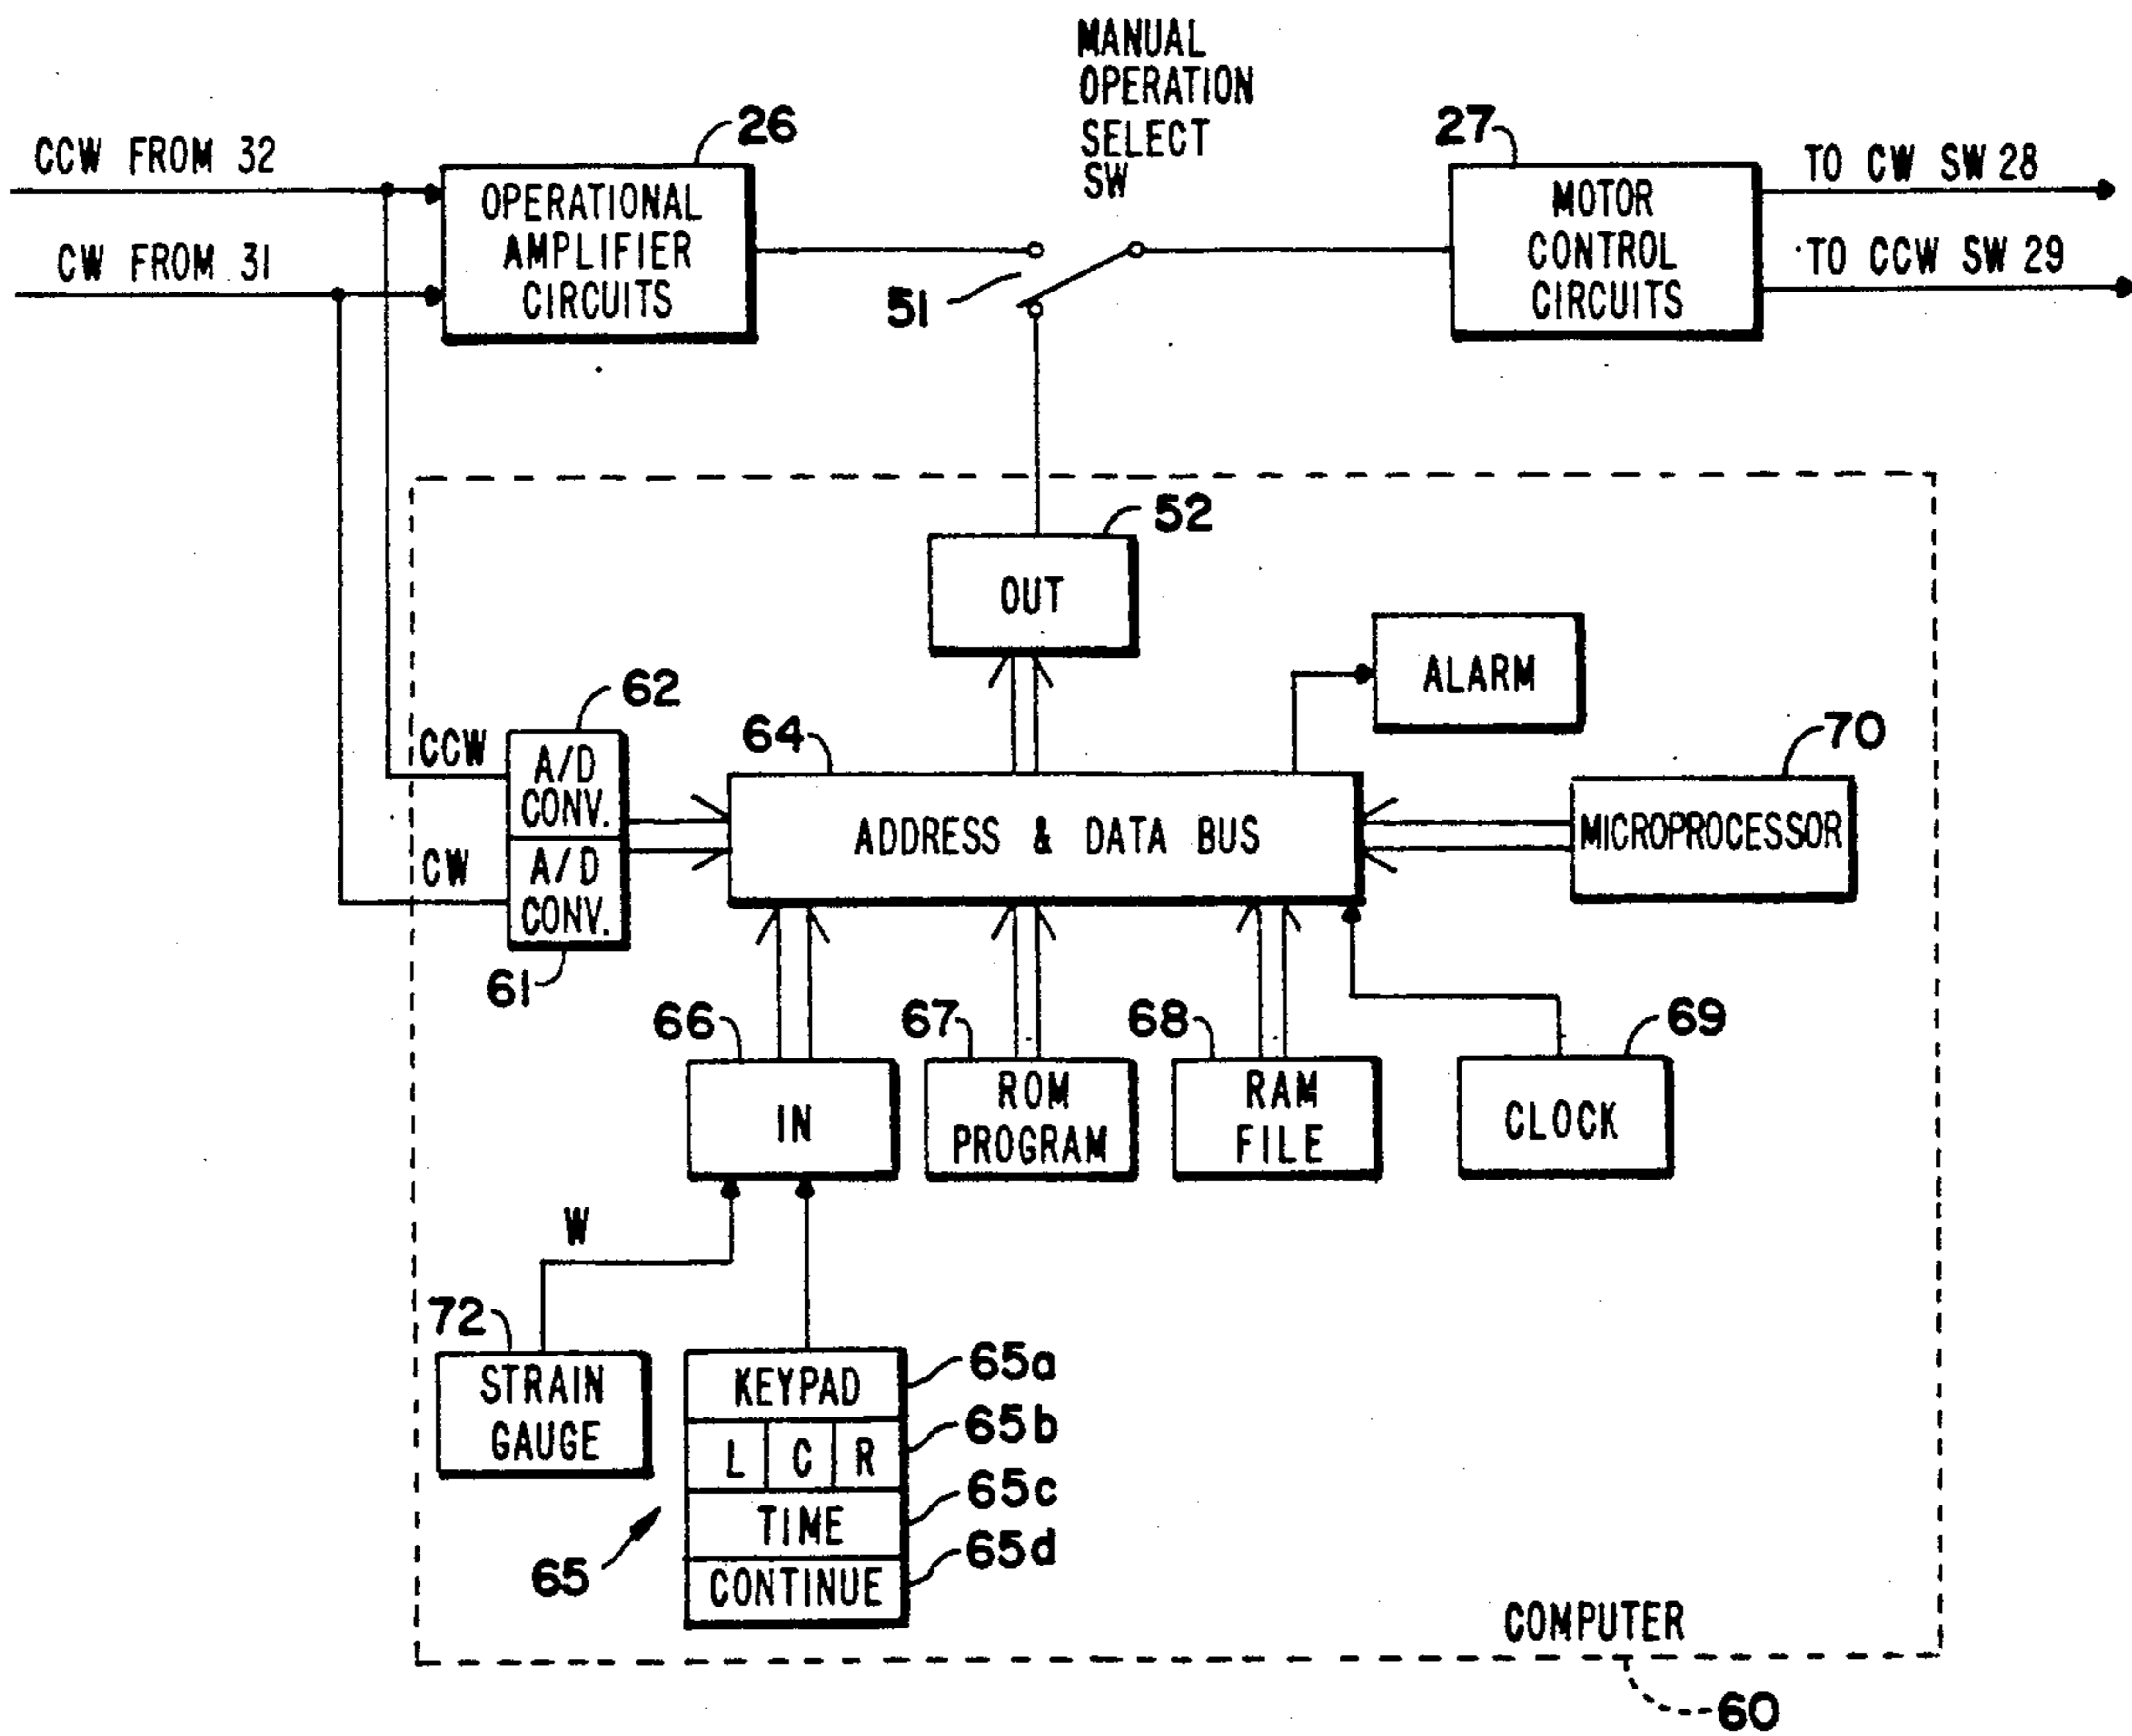 MANUAL
OPERATION
SELECT
SW
26
27
CCW FROM 32
TO CW SW 28
OPERATIONAL
AMPLIFIER
CIRCUITS
MOTOR
CONTROL
CIRCUITS
CW FROM 31
TO CCW SW 29
51
52
OUT
ALARM
62
64
70
CCW
A/D
CONV.
ADDRESS & DATA BUS
MICROPROCESSOR
CW
A/D
CONV.
61
66
67
68
69
IN
ROM
PROGRAM
RAM
FILE
CLOCK
W
72
STRAIN
GAUGE
KEYPAD
65a
L C R
65b
TIME
65c
CONTINUE
65d
65
COMPUTER
60